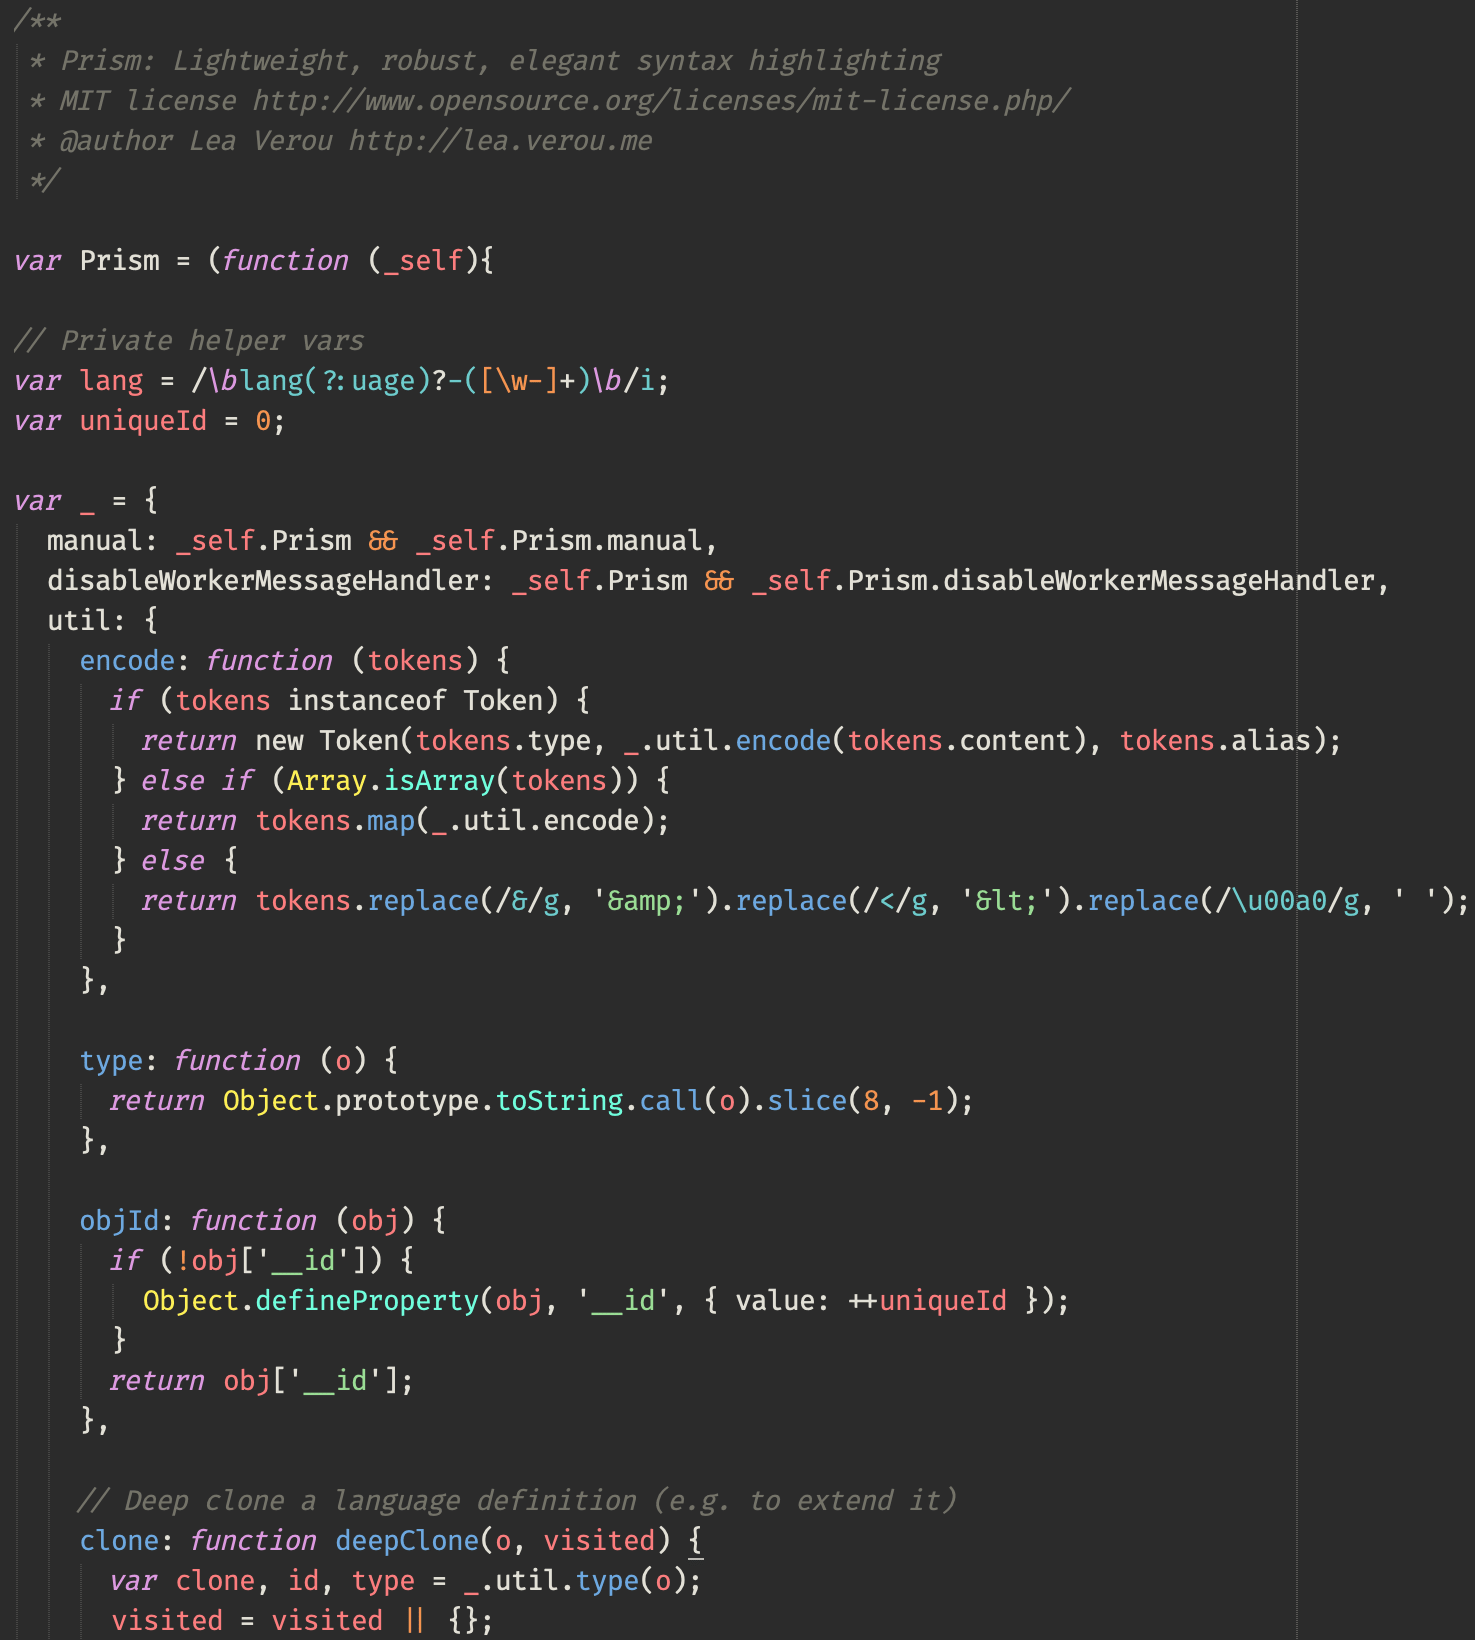 /**
 * Prism: Lightweight, robust, elegant syntax highlighting
 * MIT license http://www.opensource.org/licenses/mit-license.php/
 * @author Lea Verou http://lea.verou.me
 */

var Prism = (function (_self){

// Private helper vars
var lang = /\blang(?:uage)?-([\w-]+)\b/i;
var uniqueId = 0;

var _ = {
  manual: _self.Prism && _self.Prism.manual,
  disableWorkerMessageHandler: _self.Prism && _self.Prism.disableWorkerMessageHandler,
  util: {
    encode: function (tokens) {
      if (tokens instanceof Token) {
        return new Token(tokens.type, _.util.encode(tokens.content), tokens.alias);
      } else if (Array.isArray(tokens)) {
        return tokens.map(_.util.encode);
      } else {
        return tokens.replace(/&/g, '&amp;').replace(/</g, '&lt;').replace(/\u00a0/g, ' ');
      }
    },

    type: function (o) {
      return Object.prototype.toString.call(o).slice(8, -1);
    },

    objId: function (obj) {
      if (!obj['__id']) {
        Object.defineProperty(obj, '__id', { value: ++uniqueId });
      }
      return obj['__id'];
    },

    // Deep clone a language definition (e.g. to extend it)
    clone: function deepClone(o, visited) {
      var clone, id, type = _.util.type(o);
      visited = visited || {};